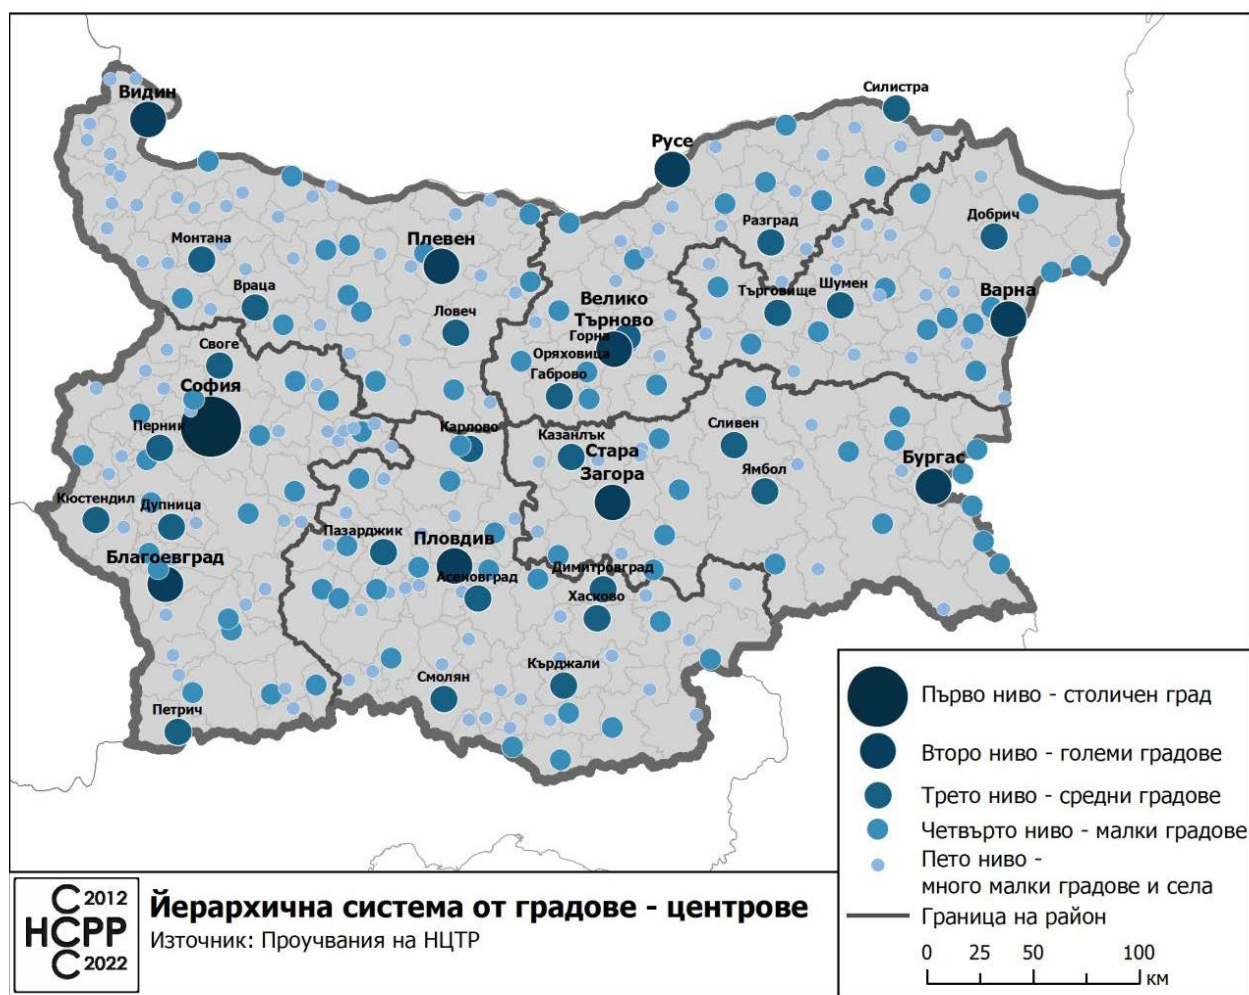 Видин
Силистра
Русе
Добрич
Разград
Монтана
Плевен
Враца
Ловеч
Велико
Търново
Горна
Оряховица
Габрово
Търговище
Шумен
Варна
Своге
София
Перник
Карлово
Казанлък
Стара
Загора
Сливен
Ямбол
Бургас
Кюстендил
Дупница
Благоевград
Пазарджик
Пловдив
Асеновград
Димитровград
Хасково
Смолян
Кърджали
Петрич
Първо ниво - столичен град
Второ ниво - големи градове
Трето ниво - средни градове
Четвърто ниво - малки градове
Пето ниво -
много малки градове и села
Граница на район
0 25 50 100
км
C 2012
НСРР
C 2022
Йерархична система от градове - центрове
Източник: Проучвания на НЦТР